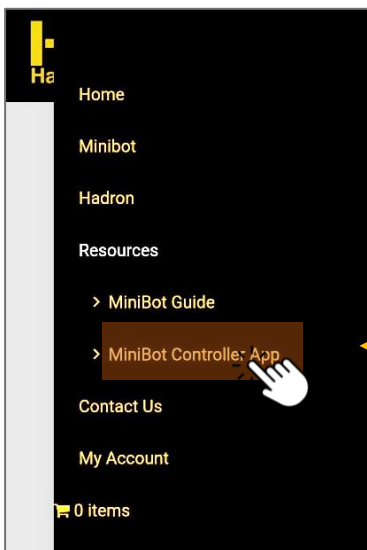 Ha
Home
Minibot
Hadron
Resources
> MiniBot Guide
> MiniBot Controller App
Contact Us
My Account
0 items